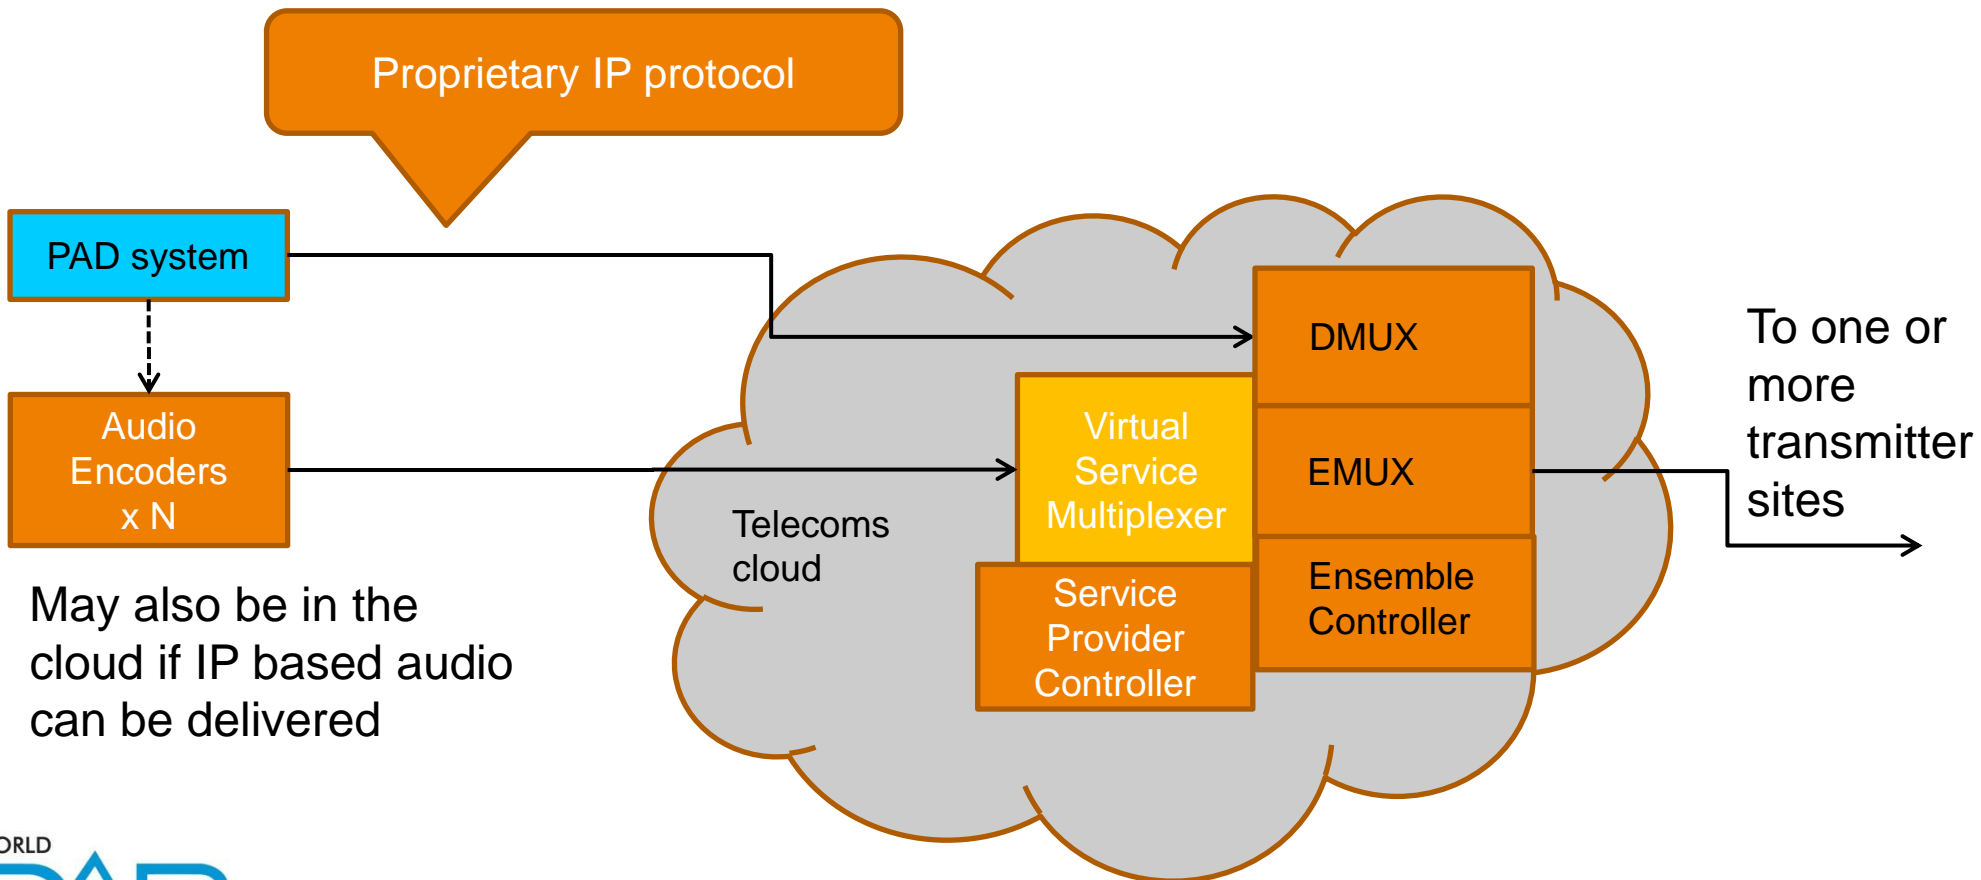 Proprietary IP protocol
PAD system
DMUX
To one or
more
transmitter
sites
Audio
Encoders
x N
Virtual
Service
Multiplexer
EMUX
Telecoms
cloud
Ensemble
Controller
Service
Provider
Controller
May also be in the
cloud if IP based audio
can be delivered